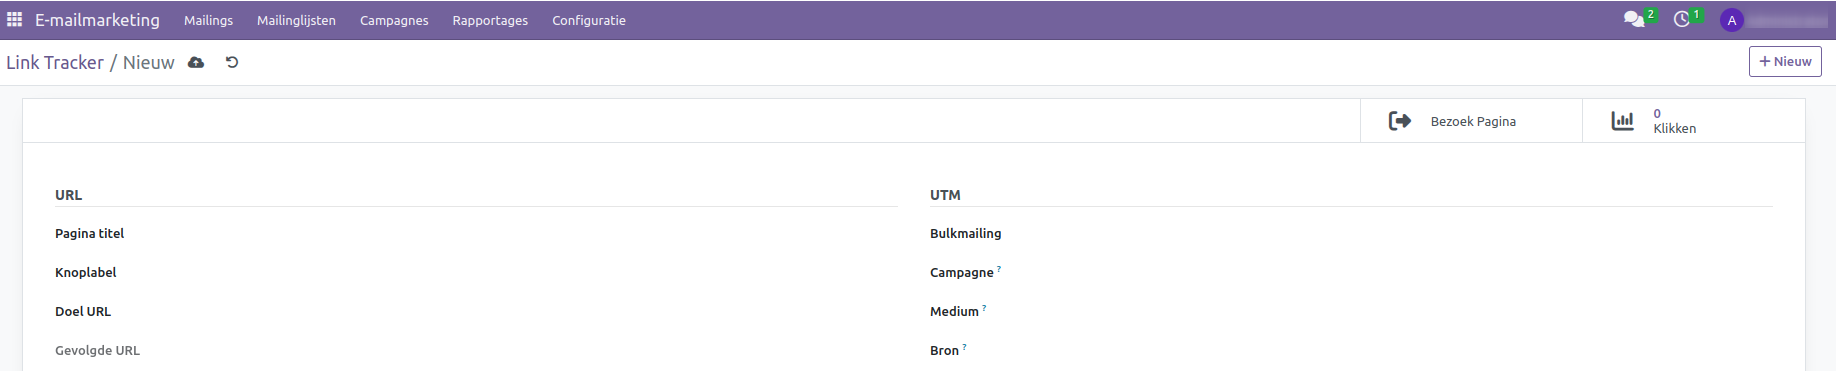 E-mailmarketing Mailings Mailinglijsten Campagnes Rapportages Configuratie 2 1 A
Link Tracker / Nieuw + Nieuw
Bezoek Pagina
0
Klikken
URL
Pagina titel
Knoplabel
Doel URL
Gevolgde URL
UTM
Bulkmailing
Campagne ?
Medium ?
Bron ?